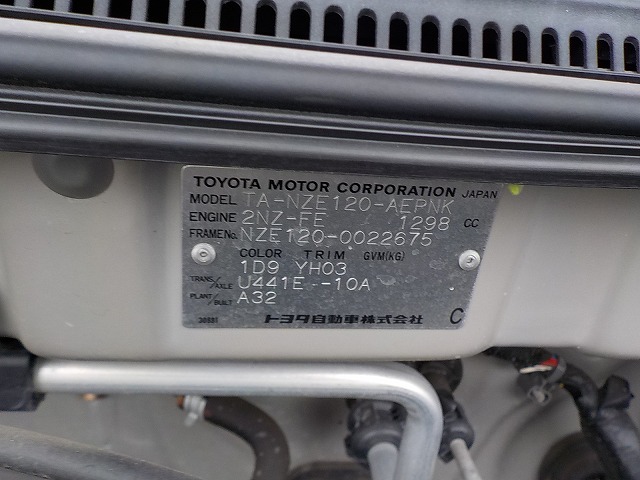 TOYOTA MOTOR CORPORATION JAPAN
MODEL TA-NZE120-AEPNK
ENGINE 2NZ-FE 1298 CC
FRAME No. NZE120-0022675
COLOR TRIM GVM(KG)
1D9 YH03
TRANS./AXLE U441E -10A
PLANT/BUILT A32
トヨタ自動車株式会社 C